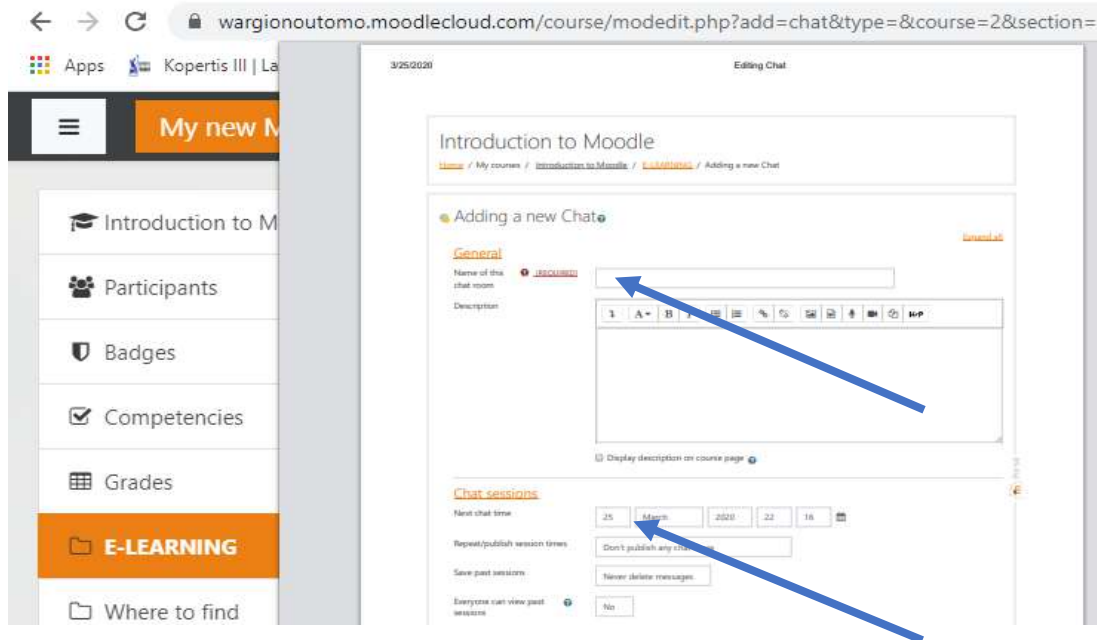 wargionoutomo.moodlecloud.com/course/modedit.php?add=chat&type=&course=2&section=
Apps Kopertis III | La
My new M
Introduction to M
Participants
Badges
Competencies
Grades
E-LEARNING
Where to find
3/25/2020 Editing Chat
Introduction to Moodle
Home / My courses / Introduction to Moodle / E-LEARNING / Adding a new Chat
Adding a new Chat
Expand all
General
Name of this chat room [REQUIRED]
Description
A B H-P
Display description on course page
Chat sessions
Next chat time 25 March 2020 22 16
Repeat/publish session times Don't publish any
Save past sessions Never delete messages
Everyone can view past sessions No